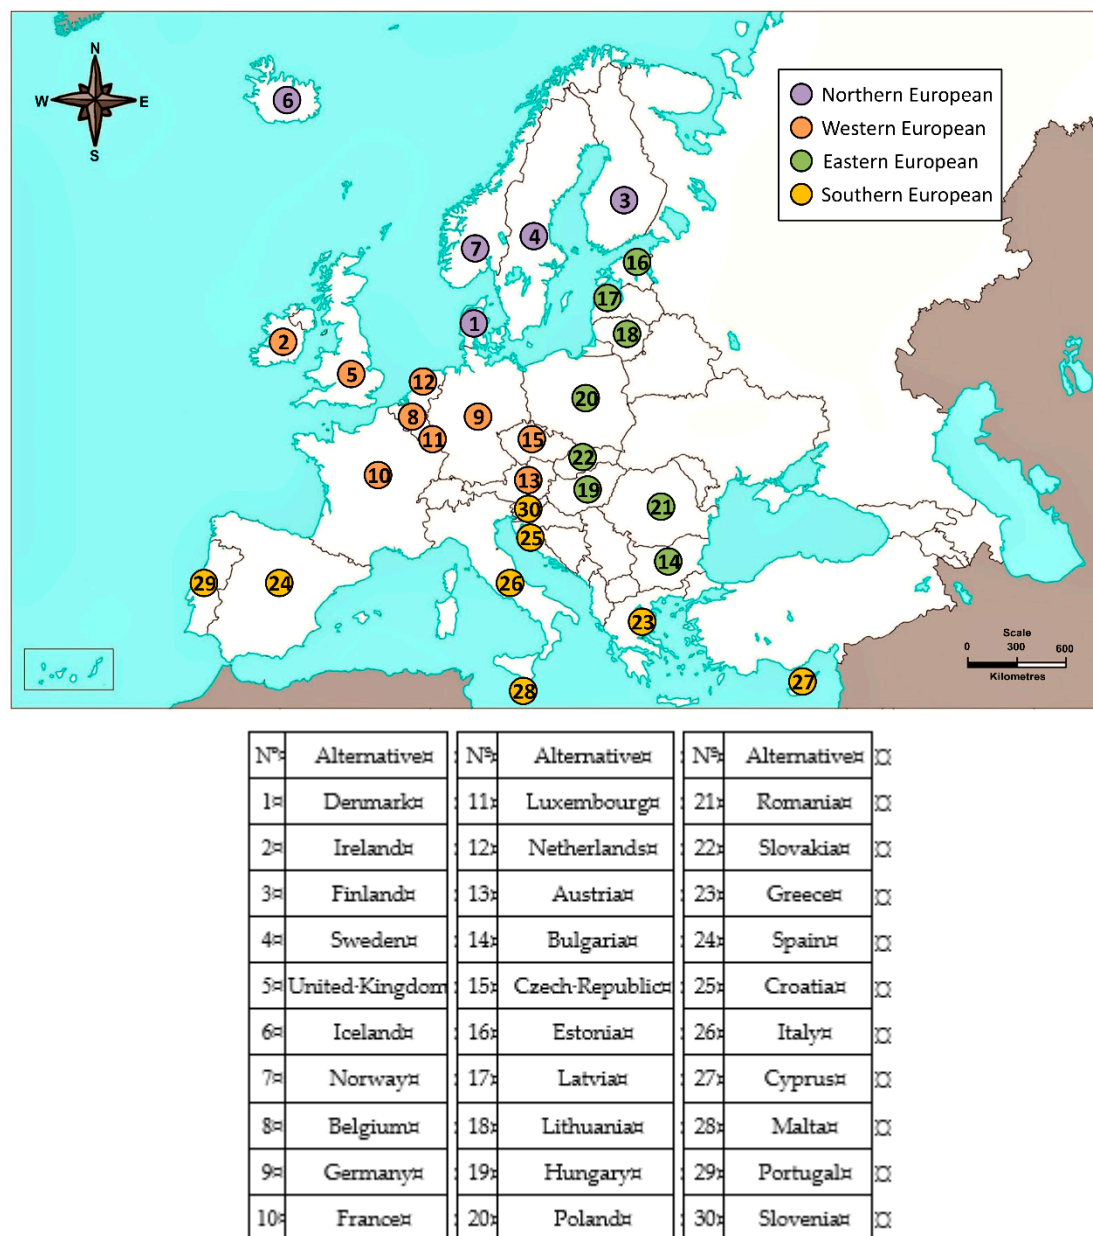 N
W E
S
Northern European
Western European
Eastern European
Southern European
6
3
4
7
16
17
1
18
2
5
12
20
8
9
11
15
22
10
13
19
30
21
25
14
29
24
26
23
28
27
Scale
0 300 600
Kilometres
Nº¤ Alternative¤ Nº¤ Alternative¤ Nº¤ Alternative¤ ¤
1¤ Denmark¤ 11¤ Luxembourg¤ 21¤ Romania¤ ¤
2¤ Ireland¤ 12¤ Netherlands¤ 22¤ Slovakia¤ ¤
3¤ Finland¤ 13¤ Austria¤ 23¤ Greece¤ ¤
4¤ Sweden¤ 14¤ Bulgaria¤ 24¤ Spain¤ ¤
5¤ United·Kingdom 15¤ Czech·Republic¤ 25¤ Croatia¤ ¤
6¤ Iceland¤ 16¤ Estonia¤ 26¤ Italy¤ ¤
7¤ Norway¤ 17¤ Latvia¤ 27¤ Cyprus¤ ¤
8¤ Belgium¤ 18¤ Lithuania¤ 28¤ Malta¤ ¤
9¤ Germany¤ 19¤ Hungary¤ 29¤ Portugal¤ ¤
10¤ France¤ 20¤ Poland¤ 30¤ Slovenia¤ ¤